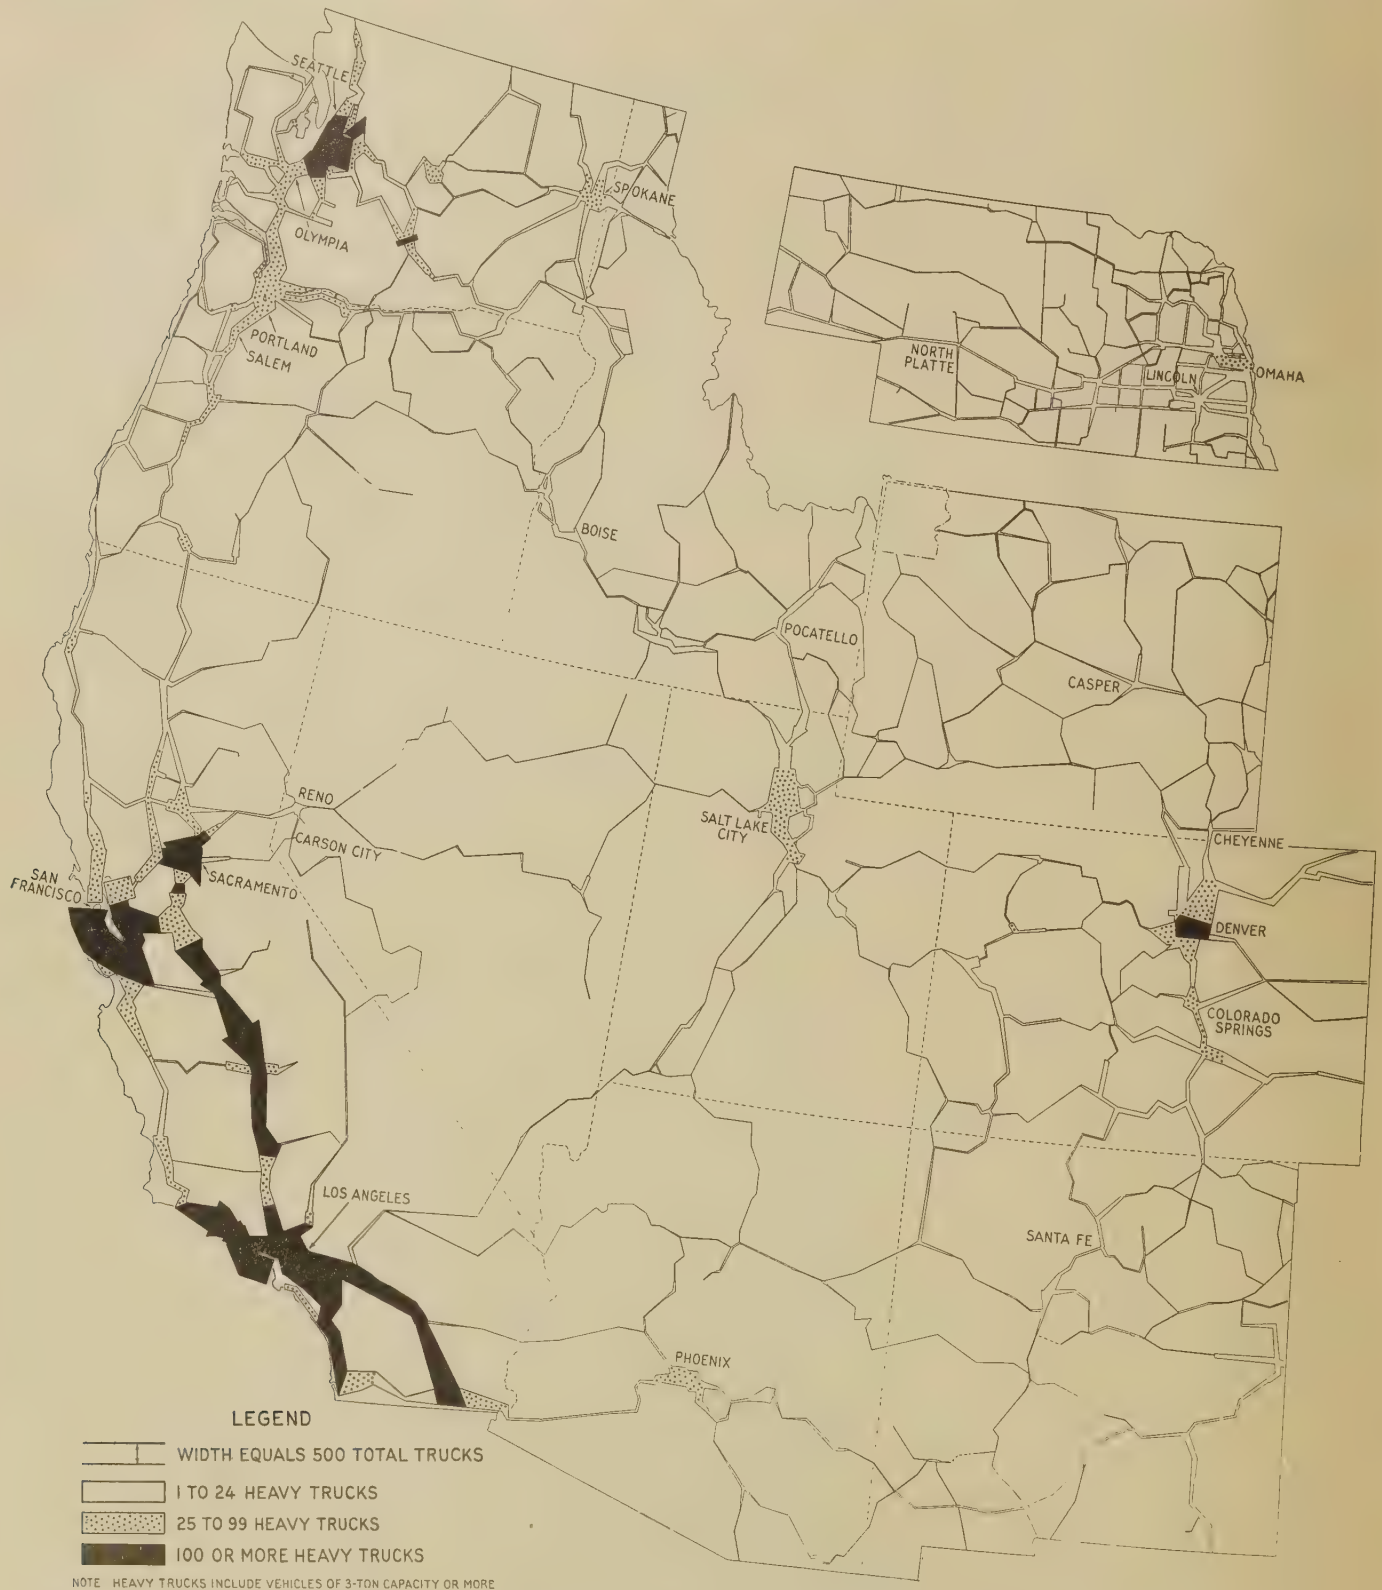 SEATTLE
SPOKANE
OLYMPIA
PORTLAND
SALEM
NORTH
PLATTE
LINCOLN
OMAHA
BOISE
POCATELLO
CASPER
RENO
CARSON CITY
SALT LAKE
CITY
CHEYENNE
SAN
FRANCISCO
SACRAMENTO
DENVER
COLORADO
SPRINGS
LOS ANGELES
SANTA FE
PHOENIX
LEGEND
WIDTH EQUALS 500 TOTAL TRUCKS
1 TO 24 HEAVY TRUCKS
25 TO 99 HEAVY TRUCKS
100 OR MORE HEAVY TRUCKS
NOTE HEAVY TRUCKS INCLUDE VEHICLES OF 3-TON CAPACITY OR MORE